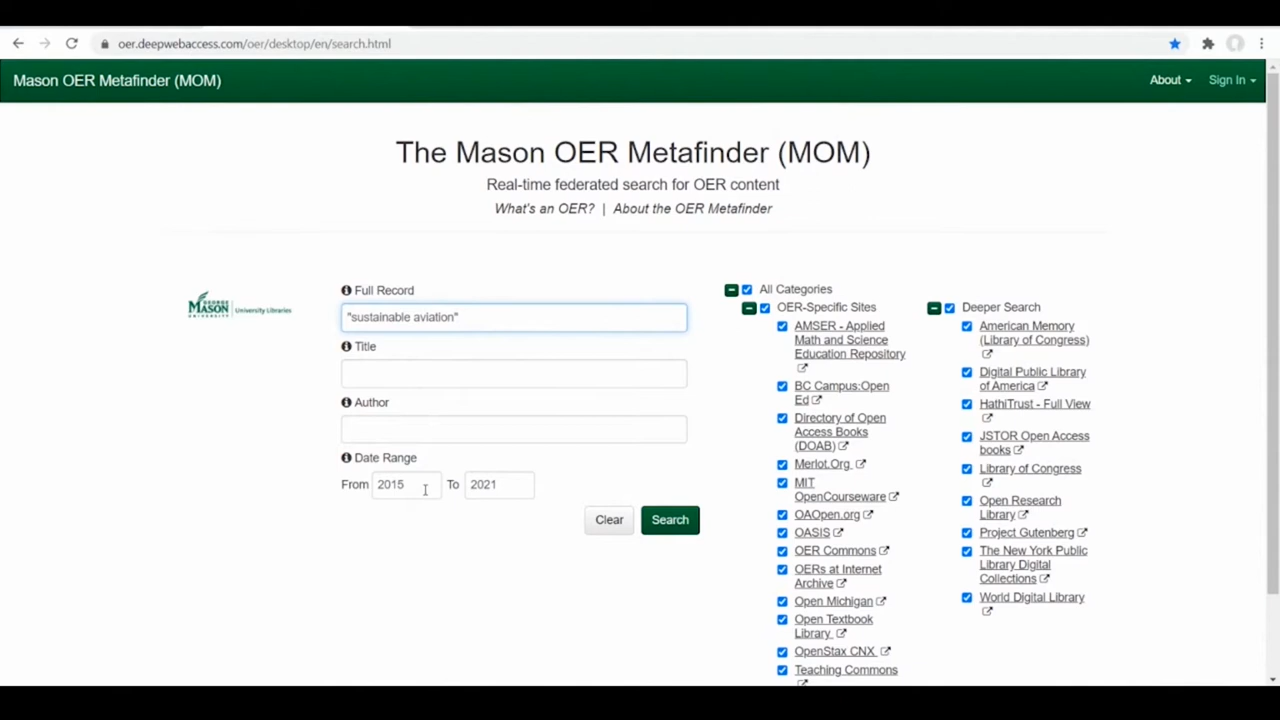 oer.deepwebaccess.com/oer/desktop/en/search.html
Mason OER Metafinder (MOM)
About
Sign In
The Mason OER Metafinder (MOM)
Real-time federated search for OER content
What's an OER? | About the OER Metafinder
GEORGE
MASON
UNIVERSITY
University Libraries
Full Record
"sustainable aviation"
Title
Author
Date Range
From 2015 To 2021
Clear Search
All Categories
OER-Specific Sites
AMSER - Applied
Math and Science
Education Repository
BC Campus:Open
Ed
Directory of Open
Access Books
(DOAB)
Merlot.Org
MIT
OpenCourseware
OAOpen.org
OASIS
OER Commons
OERs at Internet
Archive
Open Michigan
Open Textbook
Library
OpenStax CNX
Teaching Commons
Deeper Search
American Memory
(Library of Congress)
Digital Public Library
of America
HathiTrust - Full View
JSTOR Open Access
books
Library of Congress
Open Research
Library
Project Gutenberg
The New York Public
Library Digital
Collections
World Digital Library